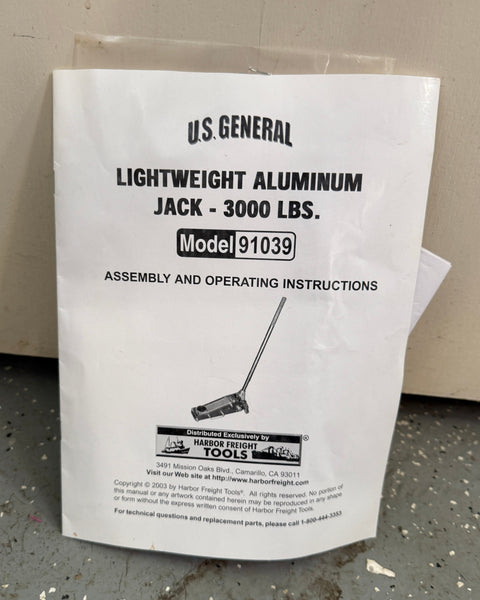 U.S. GENERAL
LIGHTWEIGHT ALUMINUM
JACK - 3000 LBS.
Model 91039
ASSEMBLY AND OPERATING INSTRUCTIONS
Distributed Exclusively by
HARBOR FREIGHT
TOOLS ®
3491 Mission Oaks Blvd., Camarillo, CA 93011
Visit our Web site at http://www.harborfreight.com
Copyright © 2003 by Harbor Freight Tools®. All rights reserved. No portion of
this manual or any artwork contained herein may be reproduced in any shape
or form without the express written consent of Harbor Freight Tools.
For technical questions and replacement parts, please call 1-800-444-3353